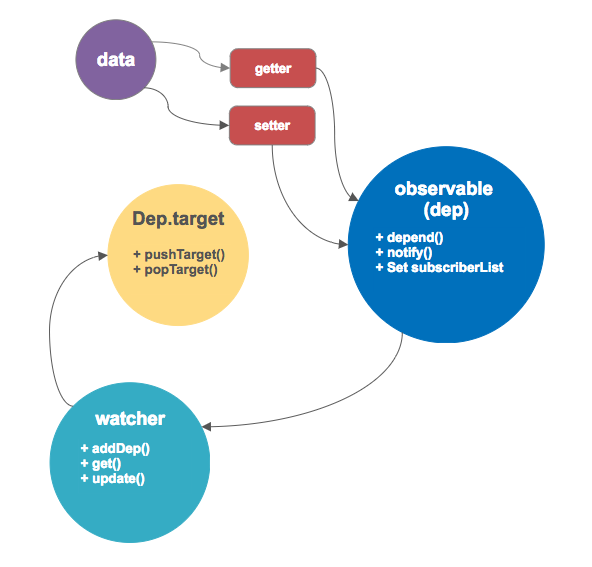 data
getter
setter
observable
(dep)
+ depend()
+ notify()
+ Set subscriberList
Dep.target
+ pushTarget()
+ popTarget()
watcher
+ addDep()
+ get()
+ update()